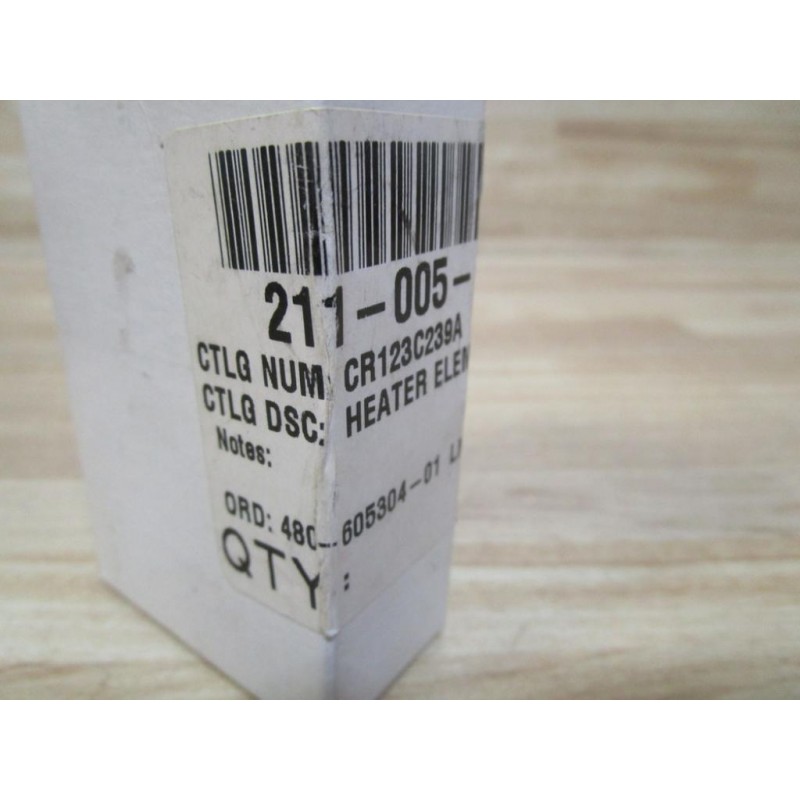 211-005-
CTLG NUM CR123C239A
CTLG DSC: HEATER ELEM
Notes:
ORD: 480 605304-01 L
QTY :